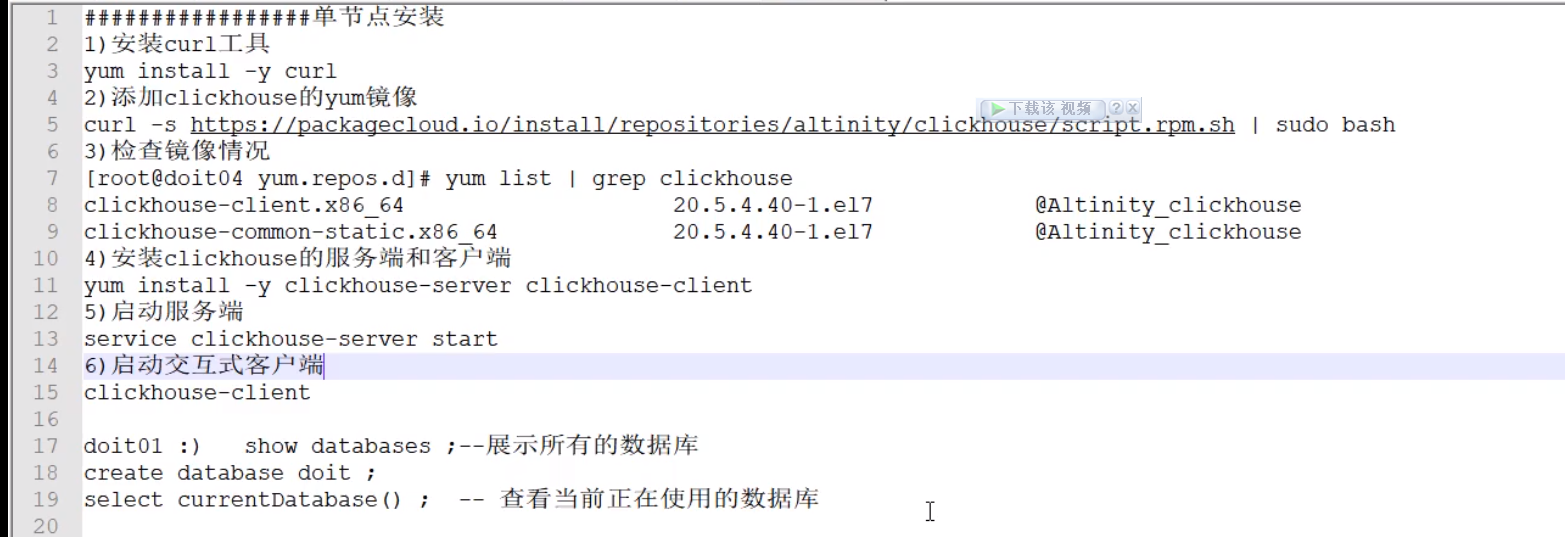 1 #################单节点安装
2 1)安装curl工具
3 yum install -y curl
4 2)添加clickhouse的yum镜像
下载该 视频
5 curl -s https://packagecloud.io/install/repositories/altinity/clickhouse/script.rpm.sh | sudo bash
6 3)检查镜像情况
7 [root@doit04 yum.repos.d]# yum list | grep clickhouse
8 clickhouse-client.x86_64 20.5.4.40-1.el7 @Altinity_clickhouse
9 clickhouse-common-static.x86_64 20.5.4.40-1.el7 @Altinity_clickhouse
10 4)安装clickhouse的服务端和客户端
11 yum install -y clickhouse-server clickhouse-client
12 5)启动服务端
13 service clickhouse-server start
14 6)启动交互式客户端
15 clickhouse-client
16
17 doit01 :) show databases ;--展示所有的数据库
18 create database doit ;
19 select currentDatabase() ; -- 查看当前正在使用的数据库
20